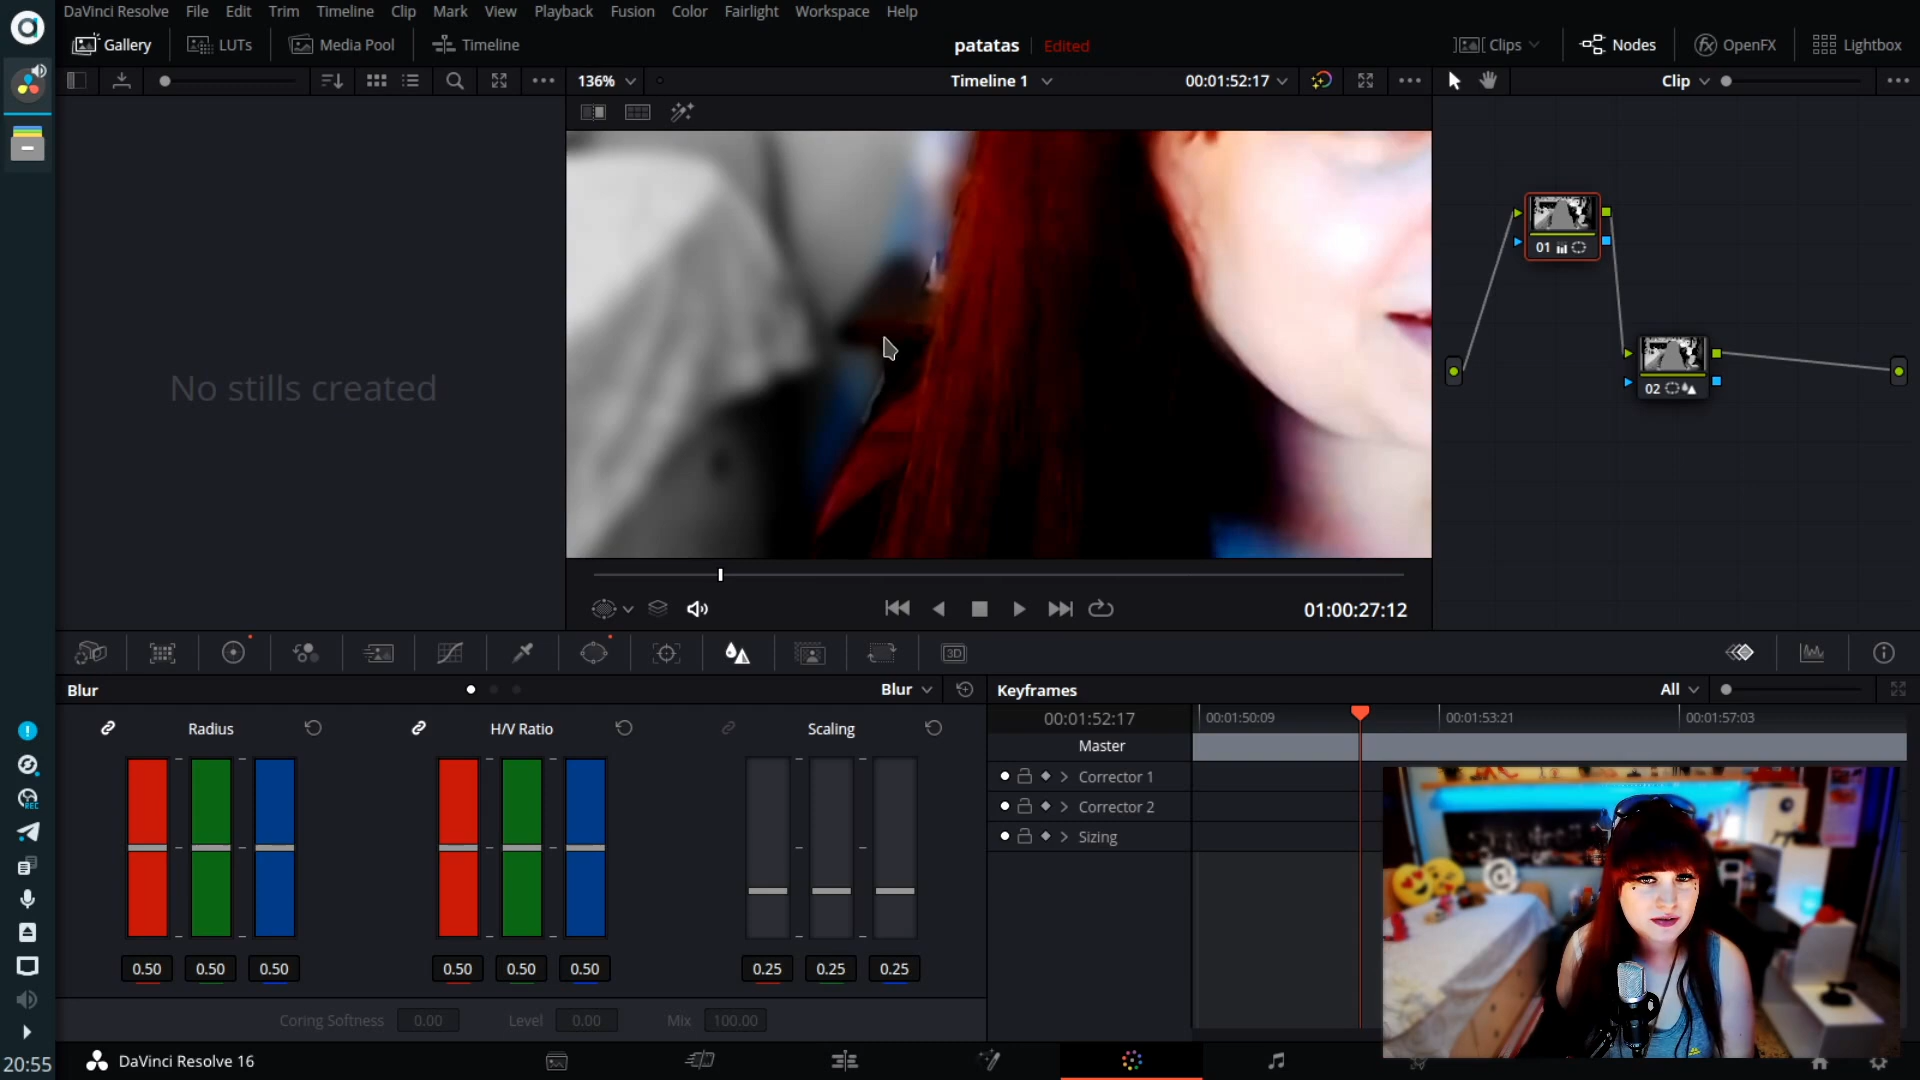 DaVinci Resolve File Edit Trim Timeline Clip Mark View Playback Fusion Color Fairlight Workspace Help
Gallery LUTs Media Pool Timeline patatas Edited Clips Nodes OpenFX Lightbox
136% Timeline 1 00:01:52:17 Clip
No stills created
01
02
01:00:27:12
3D
Blur Blur Keyframes All
Radius H/V Ratio Scaling 00:01:52:17 00:01:50:09 00:01:53:21 00:01:57:03
Master
Corrector 1
Corrector 2
Sizing
REC
0.50 0.50 0.50 0.50 0.50 0.50 0.25 0.25 0.25
Coring Softness 0.00 Level 0.00 Mix 100.00
20:55 DaVinci Resolve 16